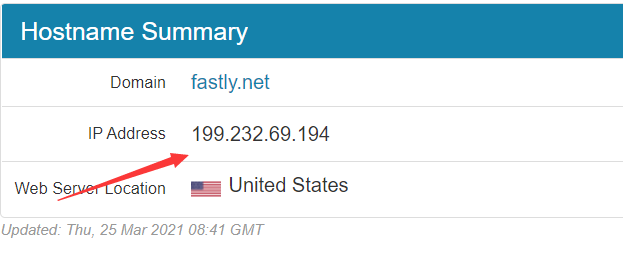 Hostname Summary
Domain fastly.net
IP Address 199.232.69.194
Web Server Location United States
Updated: Thu, 25 Mar 2021 08:41 GMT